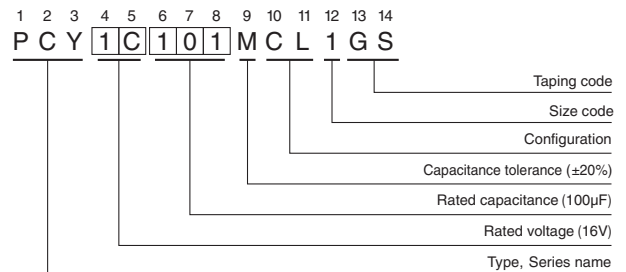 1 2 3 4 5 6 7 8 9 10 11 12 13 14
P C Y 1 C 1 0 1 M C L 1 G S
Taping code
Size code
Configuration
Capacitance tolerance (±20%)
Rated capacitance (100µF)
Rated voltage (16V)
Type, Series name